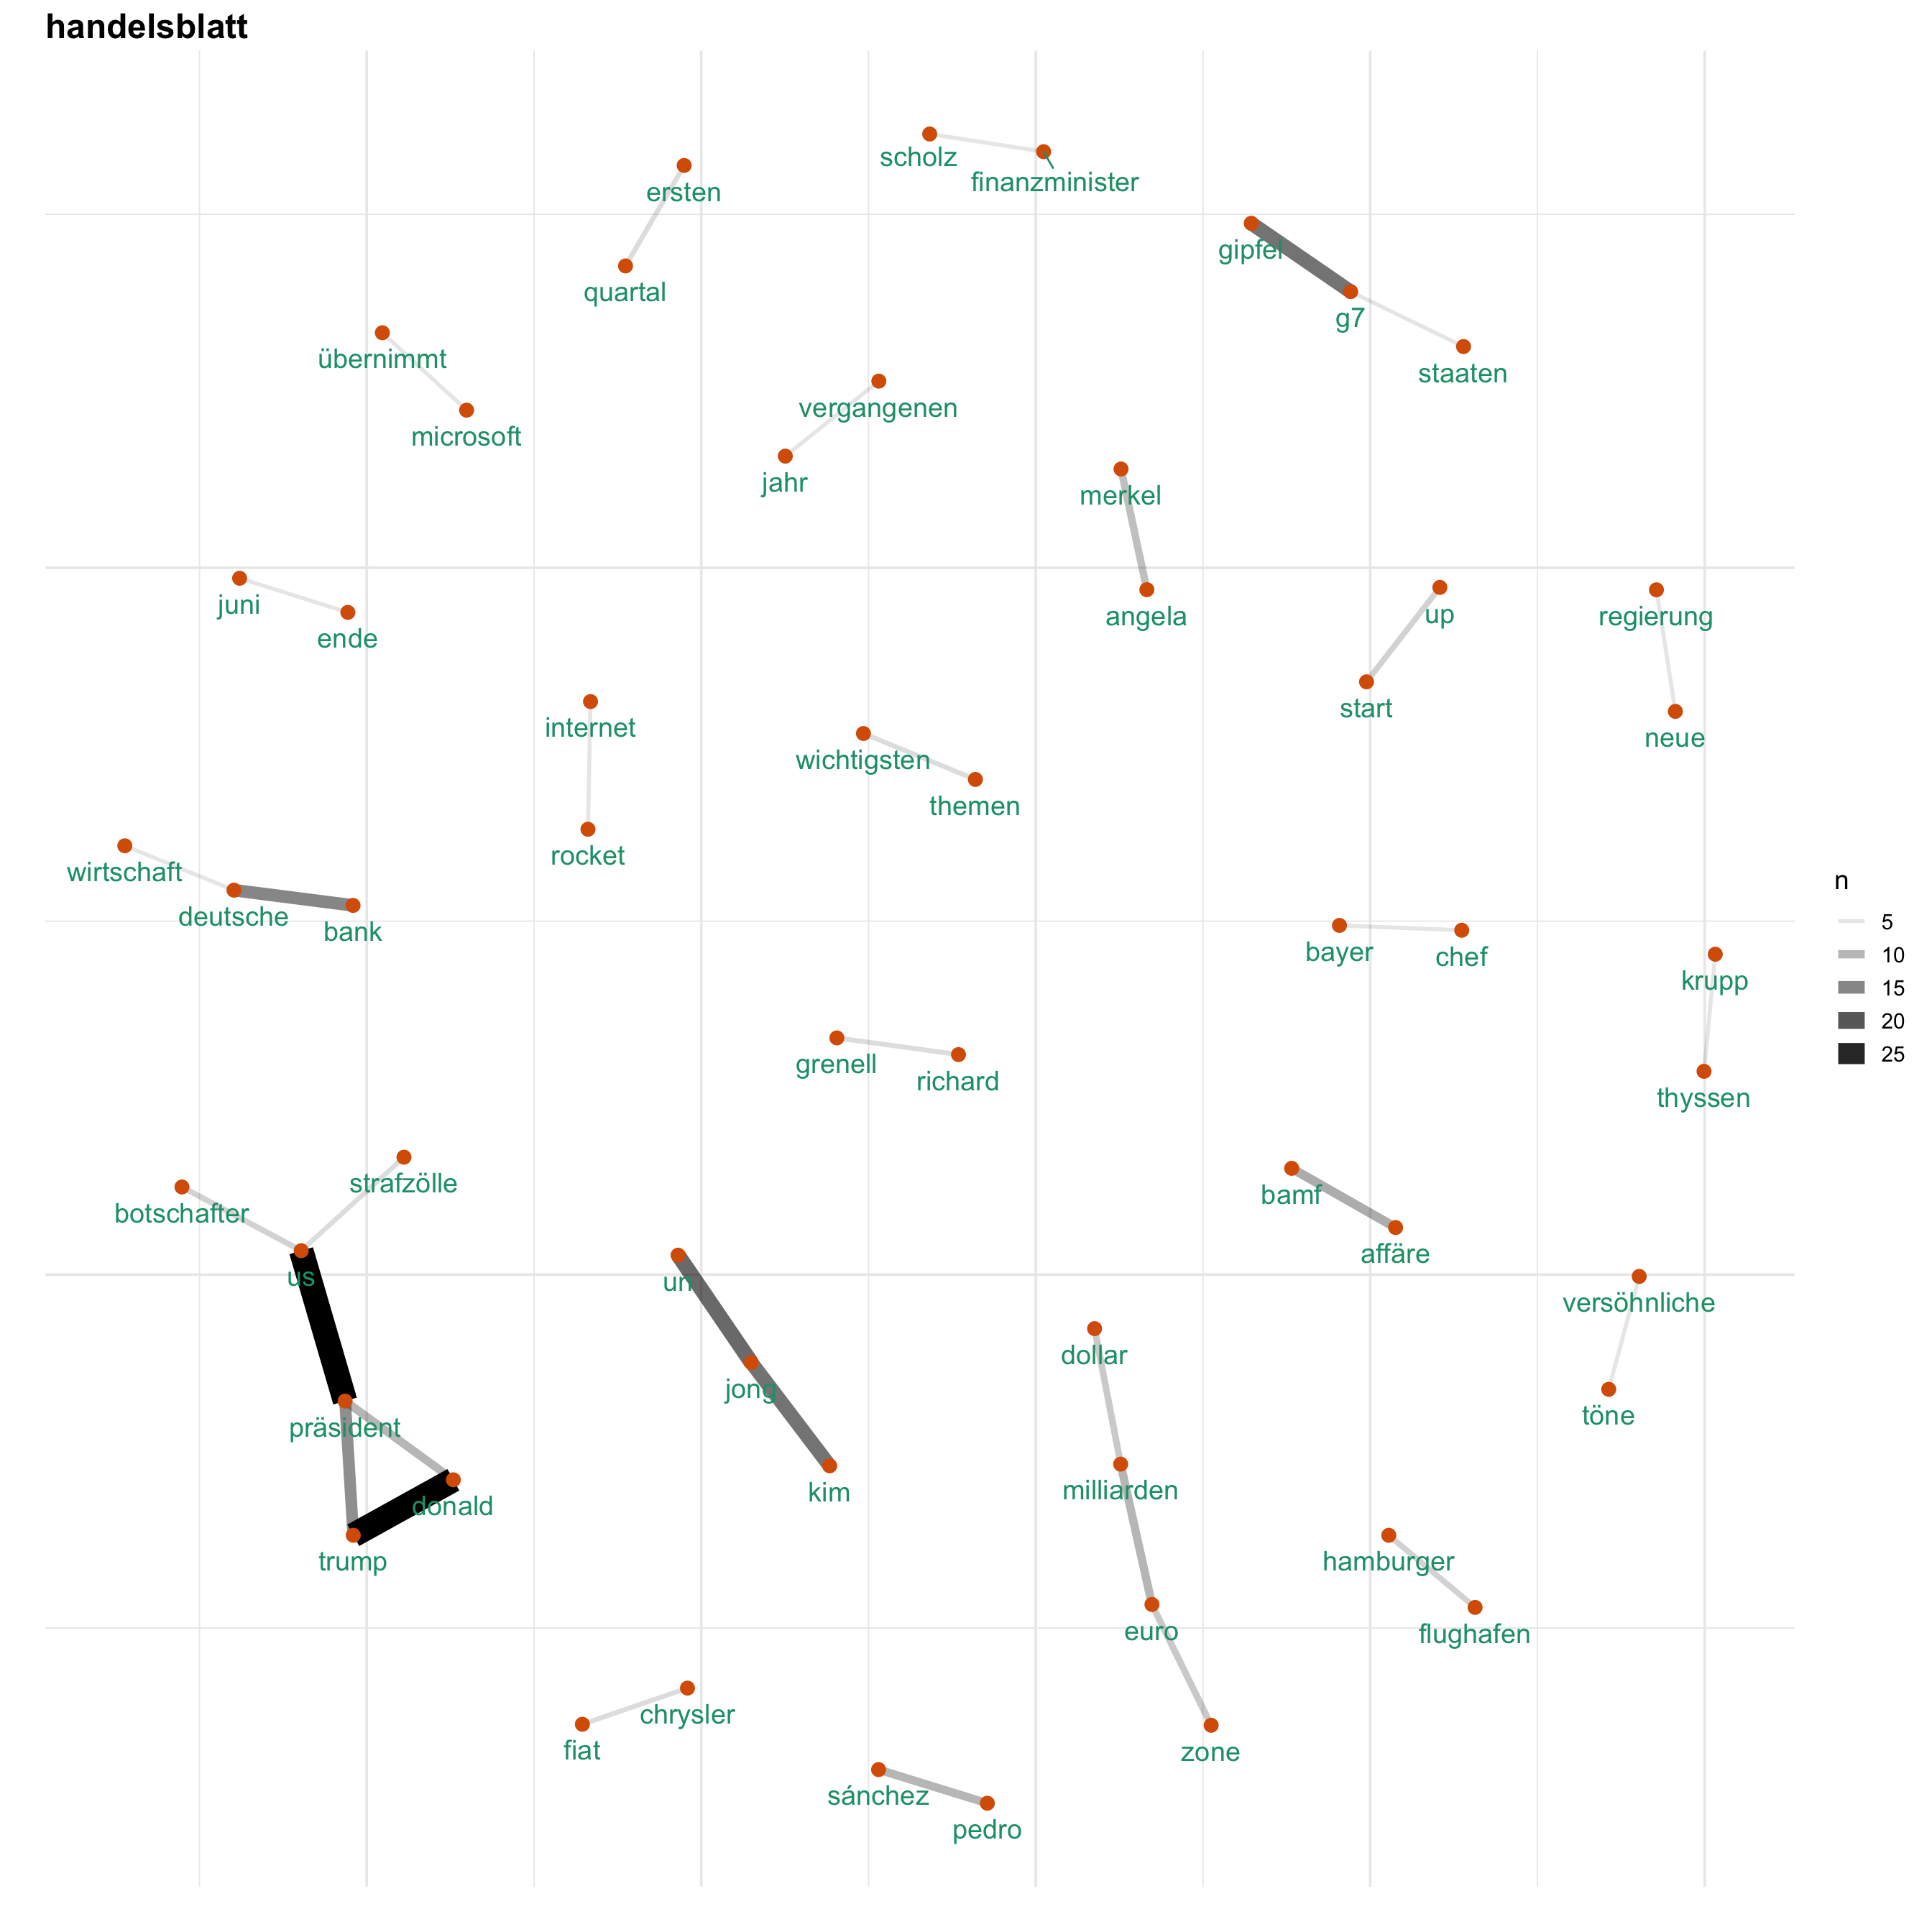 handelsblatt
scholz
finanzminister
ersten
gipfel
quartal
g7
übernimmt
staaten
vergangenen
microsoft
jahr
merkel
juni
angela
up
regierung
ende
start
internet
neue
wichtigsten
themen
rocket
wirtschaft
deutsche
bank
bayer
chef
krupp
grenell
richard
thyssen
strafzölle
bamf
botschafter
affäre
us
un
versöhnliche
dollar
jong
töne
präsident
milliarden
kim
donald
trump
hamburger
euro
flughafen
chrysler
fiat
zone
sánchez
pedro
n
5
10
15
20
25